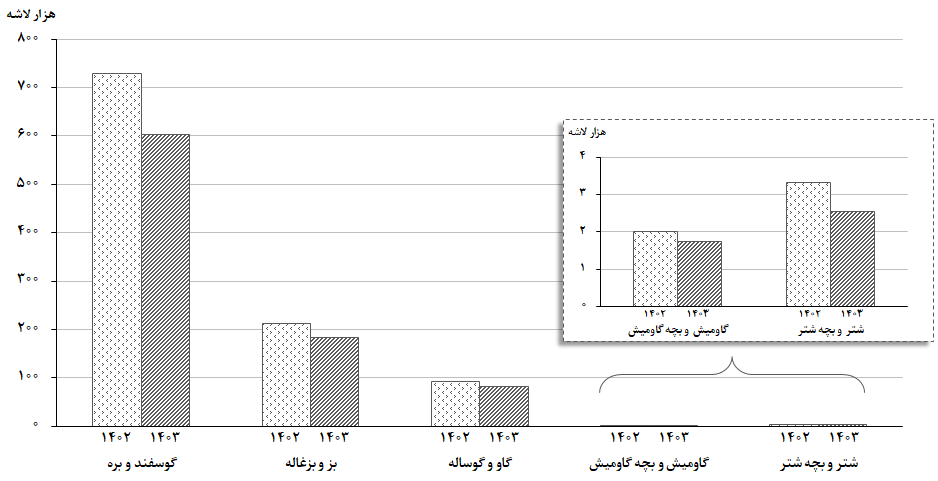 هزار لاشه
۸۰۰
۷۰۰
۶۰۰
۵۰۰
۴۰۰
۳۰۰
۲۰۰
۱۰۰
۰
۱۴۰۲ ۱۴۰۳
گوسفند و بره
۱۴۰۲ ۱۴۰۳
بز و بزغاله
۱۴۰۲ ۱۴۰۳
گاو و گوساله
۱۴۰۲ ۱۴۰۳
گاومیش و بچه گاومیش
۱۴۰۲ ۱۴۰۳
شتر و بچه شتر
هزار لاشه
۴
۳
۲
۱
۰
۱۴۰۲ ۱۴۰۳
گاومیش و بچه گاومیش
۱۴۰۲ ۱۴۰۳
شتر و بچه شتر